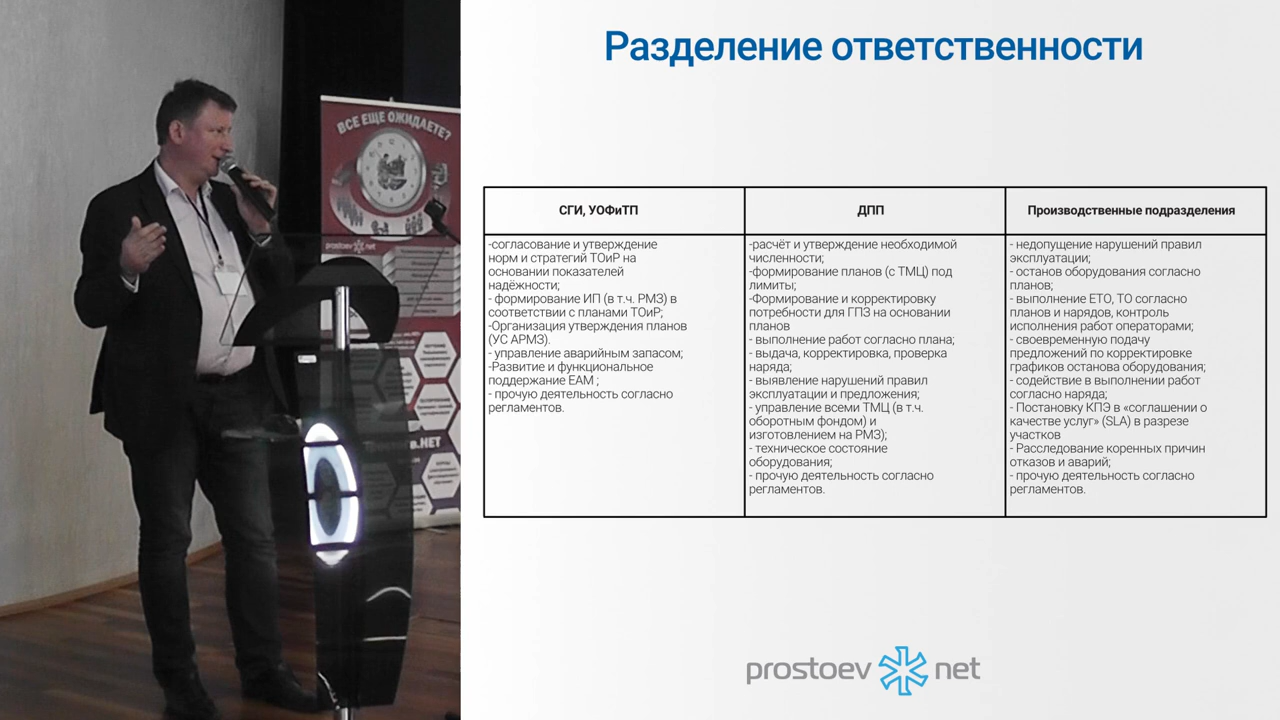 Разделение ответственности
ВСЕ ЕЩЕ ОЖИДАЕТЕ?
prostoev net
СГИ, УОФиТП
-согласование и утверждение
норм и стратегий ТОиР на
основании показателей
надёжности;
- формирование ИП (в т.ч. РМЗ) в
соответствии с планами ТОиР;
-Организация утверждения планов
(УС АРМЗ).
- управление аварийным запасом;
-Развитие и функциональное
поддержание ЕАМ ;
- прочую деятельность согласно
регламентов.
ДПП
-расчёт и утверждение необходимой
численности;
-формирование планов (с ТМЦ) под
лимиты;
-Формирование и корректировку
потребности для ГПЗ на основании
планов
- выполнение работ согласно плана;
- выдача, корректировка, проверка
наряда;
- выявление нарушений правил
эксплуатации и предложения;
- управление всеми ТМЦ (в т.ч.
оборотным фондом) и
изготовлением на РМЗ);
- техническое состояние
оборудования;
- прочую деятельность согласно
регламентов.
Производственные подразделения
- недопущение нарушений правил
эксплуатации;
- останов оборудования согласно
планов;
- выполнение ЕТО, ТО согласно
планов и нарядов, контроль
исполнения работ операторами;
- своевременную подачу
предложений по корректировке
графиков останова оборудования;
- содействие в выполнении работ
согласно наряда;
- Постановку КПЭ в «соглашении о
качестве услуг» (SLA) в разрезе
участков
- Расследование коренных причин
отказов и аварий;
- прочую деятельность согласно
регламентов.
prostoev net